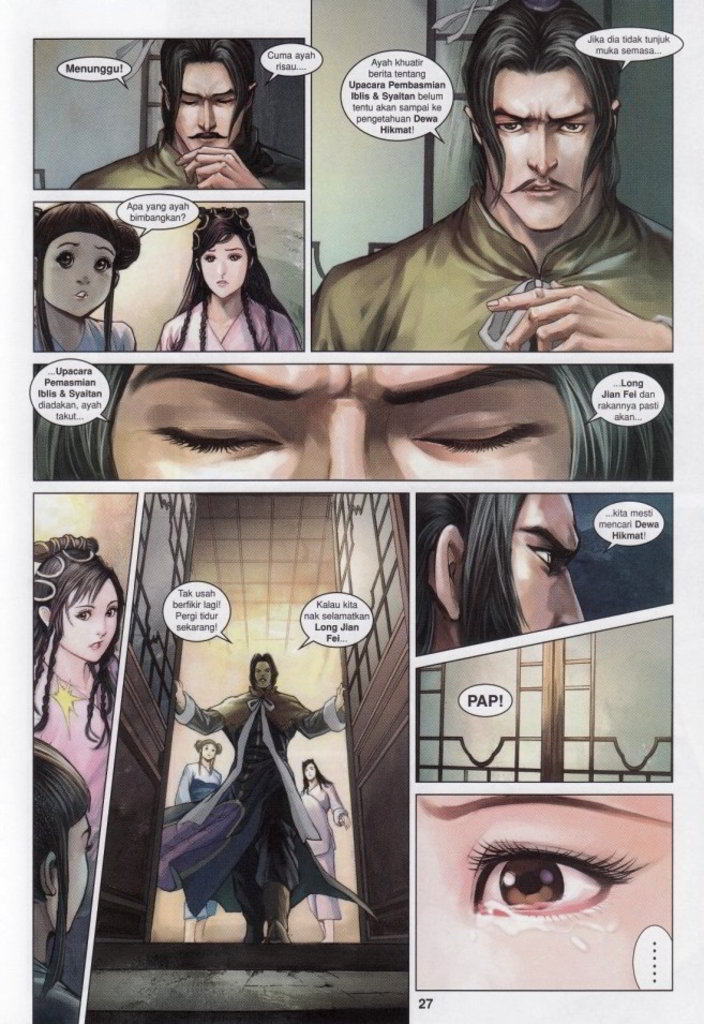 Menunggu!
Cuma ayah
risau....
Ayah khuatir
berita tentang
Upacara Pembasmian
Iblis & Syaitan belum
tentu akan sampai ke
pengetahuan Dewa
Hikmat!
Jika dia tidak tunjuk
muka semasa...
Apa yang ayah
bimbangkan?
...Upacara
Pemasmian
Iblis & Syaitan
diadakan, ayah
takut...
...Long
Jian Fei dan
rakannya pasti
akan...
Tak usah
berfikir lagi!
Pergi tidur
sekarang!
Kalau kita
nak selamatkan
Long Jian
Fei...
...kita mesti
mencari Dewa
Hikmat!
PAP!
......
27